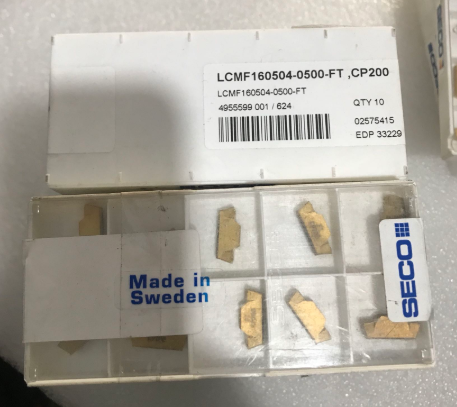 LCMF160504-0500-FT ,CP200
LCMF160504-0500-FT
4955599 001 / 624
QTY 10
02575415
EDP 33229
Made in
Sweden
SECO